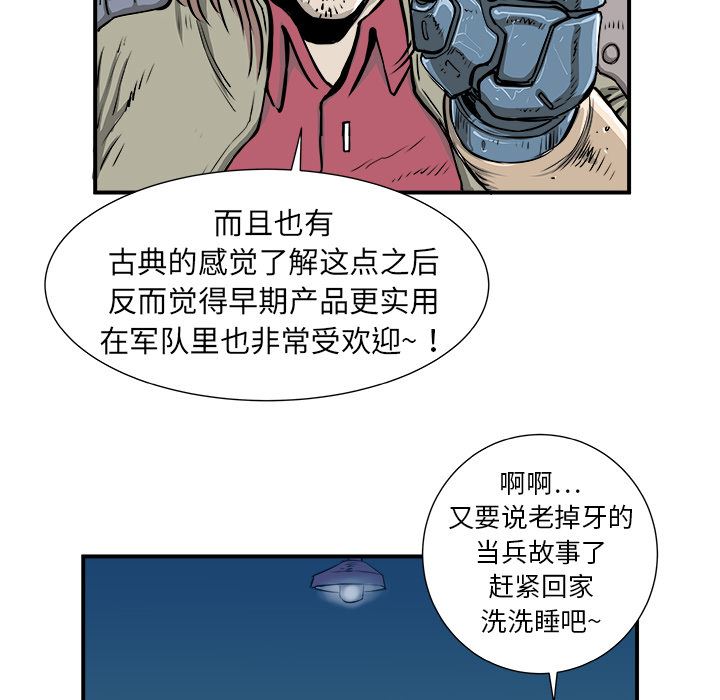 而且也有
古典的感觉了解这点之后
反而觉得早期产品更实用
在军队里也非常受欢迎~！
啊啊...
又要说老掉牙的
当兵故事了
赶紧回家
洗洗睡吧~